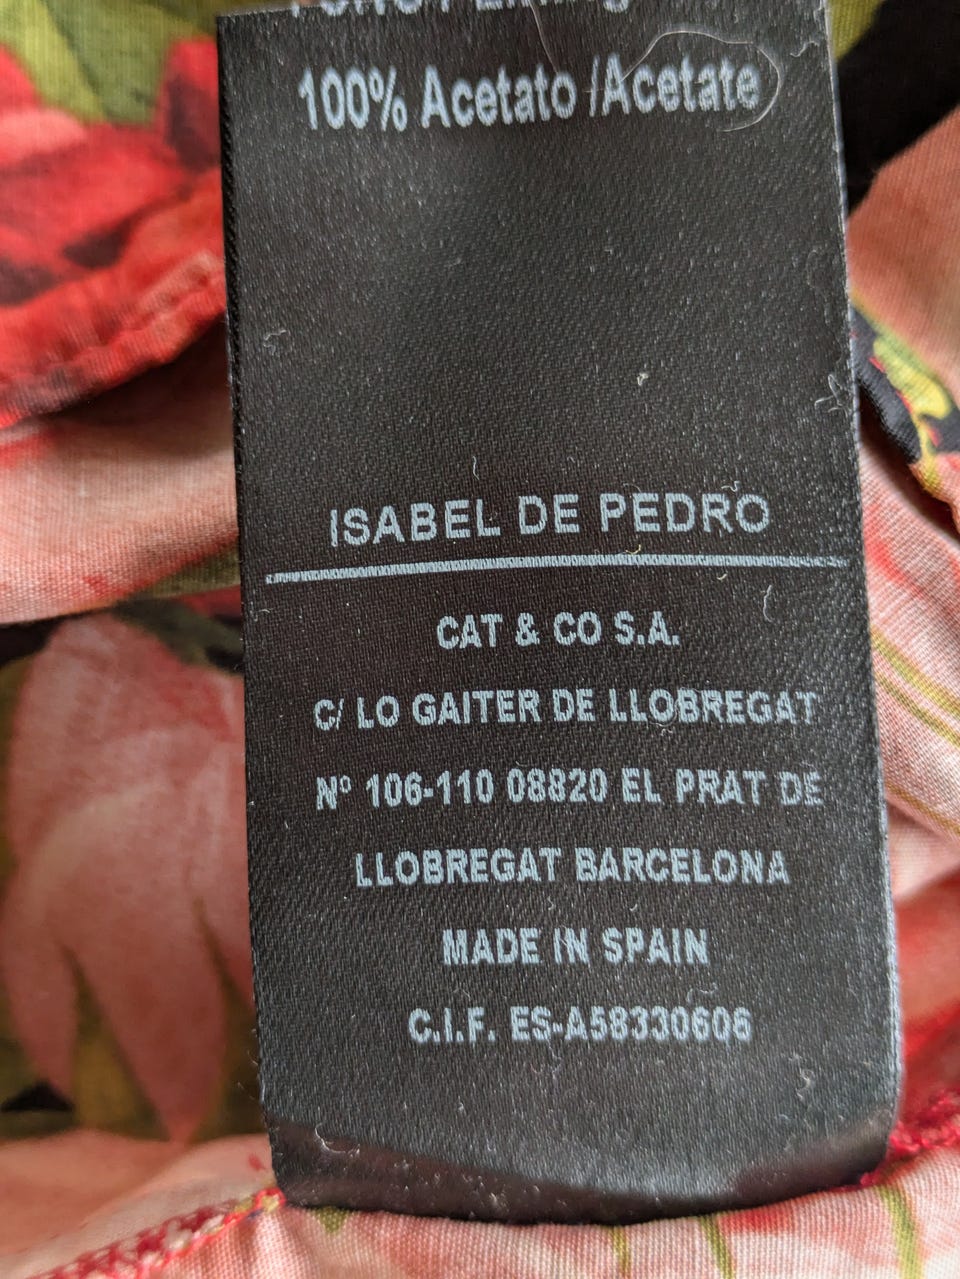 100% Acetato /Acetate
ISABEL DE PEDRO
CAT & CO S.A.
C/ LO GAITER DE LLOBREGAT
Nº 106-110 08820 EL PRAT DE
LLOBREGAT BARCELONA
MADE IN SPAIN
C.I.F. ES-A58330606